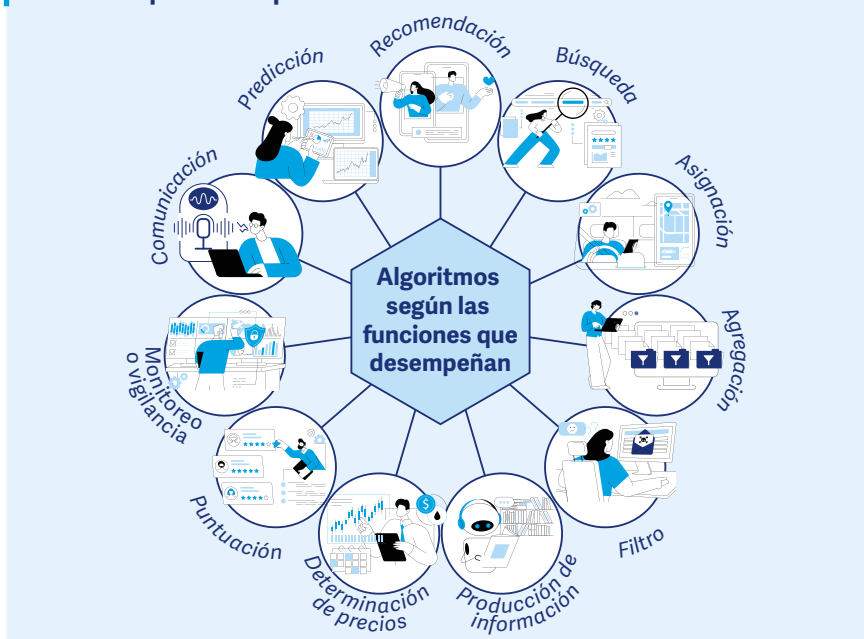 Recomendación
Búsqueda
Asignación
Agregación
Filtro
Producción de
información
Determinación
de precios
Puntuación
Monitoreo
o vigilancia
Comunicación
Predicción
Algoritmos
según las
funciones que
desempeñan